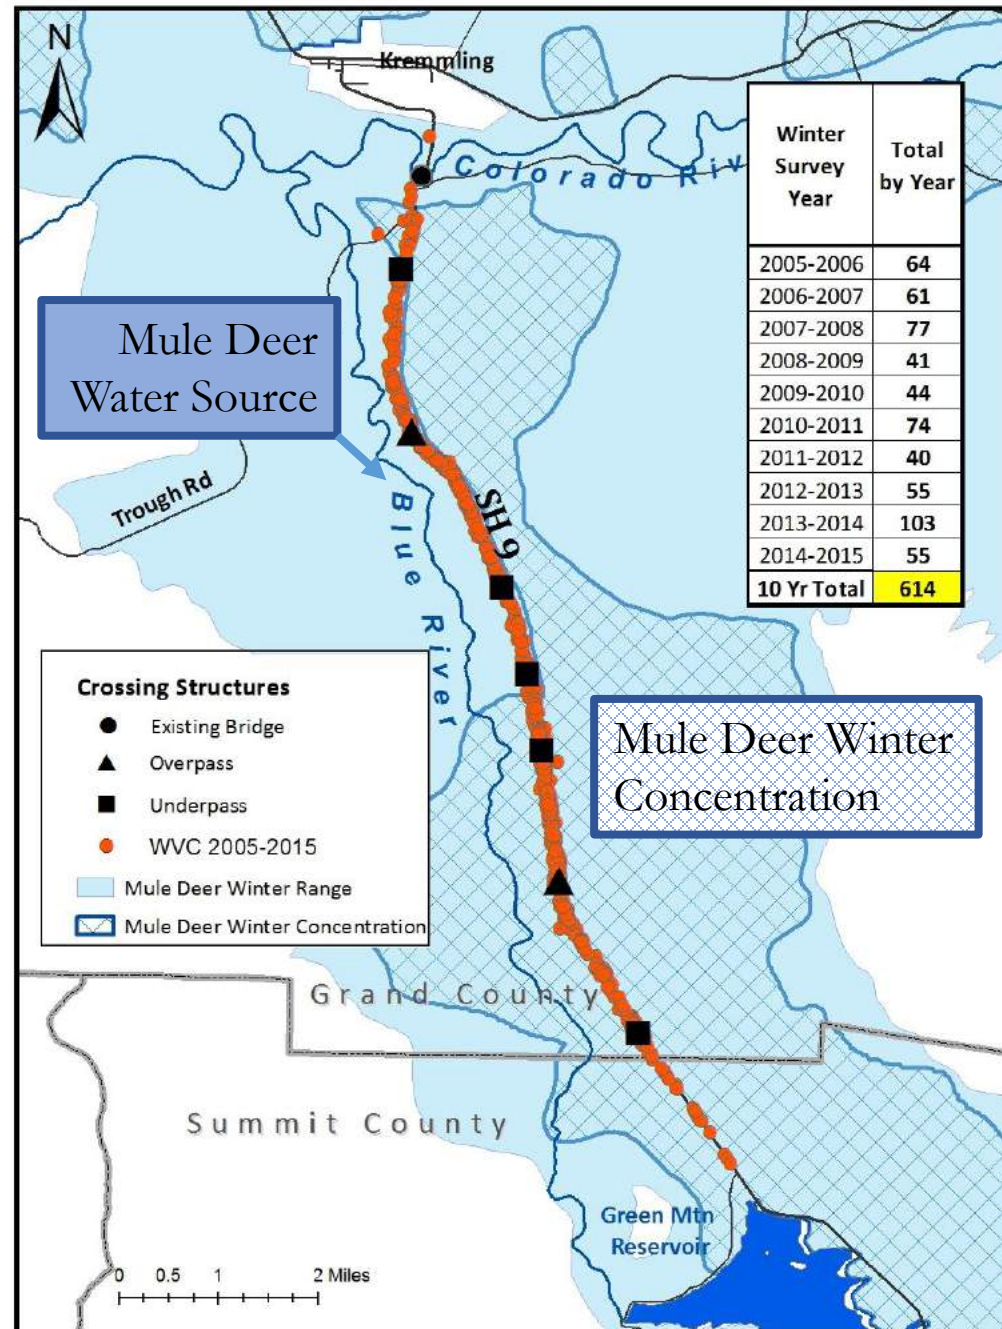 N
Kremmling
Colorado Riv
Winter
Survey
Year
Total
by Year
2005-2006 64
2006-2007 61
2007-2008 77
2008-2009 41
2009-2010 44
2010-2011 74
2011-2012 40
2012-2013 55
2013-2014 103
2014-2015 55
10 Yr Total 614
Mule Deer
Water Source
Trough Rd
SH 9
Blue River
Crossing Structures
Existing Bridge
Overpass
Underpass
WVC 2005-2015
Mule Deer Winter Range
Mule Deer Winter Concentration
Mule Deer Winter
Concentration
Grand County
Summit County
Green Mtn
Reservoir
0 0.5 1 2 Miles